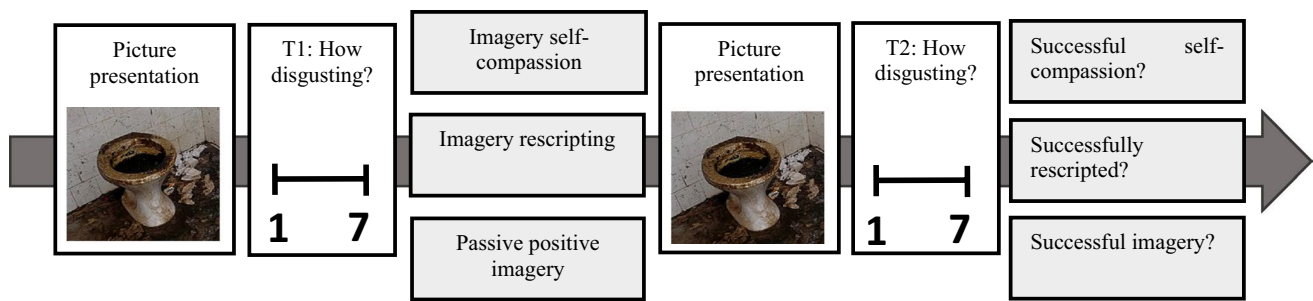 Picture
presentation
T1: How
disgusting?
1 7
Imagery self-
compassion
Imagery rescripting
Passive positive
imagery
Picture
presentation
T2: How
disgusting?
1 7
Successful self-
compassion?
Successfully
rescripted?
Successful imagery?